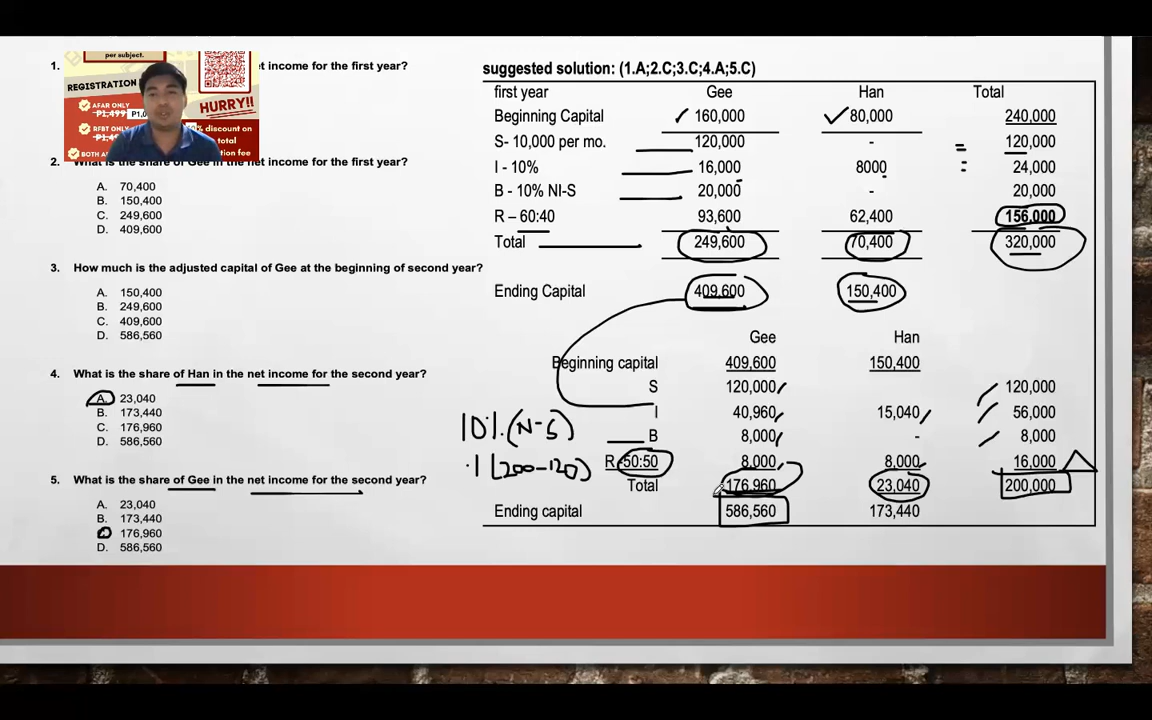 per subject.
REGISTRATION
AFAR ONLY
P1,499
RFBT ONLY
HURRY!!
discount on
total
fee
1.
income for the first year?
2. What is the share of Gee in the net income for the first year?
A. 70,400
B. 150,400
C. 249,600
D. 409,600
3. How much is the adjusted capital of Gee at the beginning of second year?
A. 150,400
B. 249,600
C. 409,600
D. 586,560
4. What is the share of Han in the net income for the second year?
A. 23,040
B. 173,440
C. 176,960
D. 586,560
5. What is the share of Gee in the net income for the second year?
A. 23,040
B. 173,440
C. 176,960
D. 586,560
suggested solution: (1.A;2.C;3.C;4.A;5.C)
first year Gee Han Total
Beginning Capital 160,000 80,000 240,000
S- 10,000 per mo. 120,000 - 120,000
I - 10% 16,000 8000 24,000
B - 10% NI-S 20,000 - 20,000
R – 60:40 93,600 62,400 156,000
Total 249,600 70,400 320,000
Ending Capital 409,600 150,400
Gee Han
Beginning capital 409,600 150,400
S 120,000 120,000
I 40,960 15,040 56,000
10% (N-S)
B 8,000 - 8,000
.1 (200-120)
R 50:50 8,000 8,000 16,000
Total 176,960 23,040 200,000
Ending capital 586,560 173,440